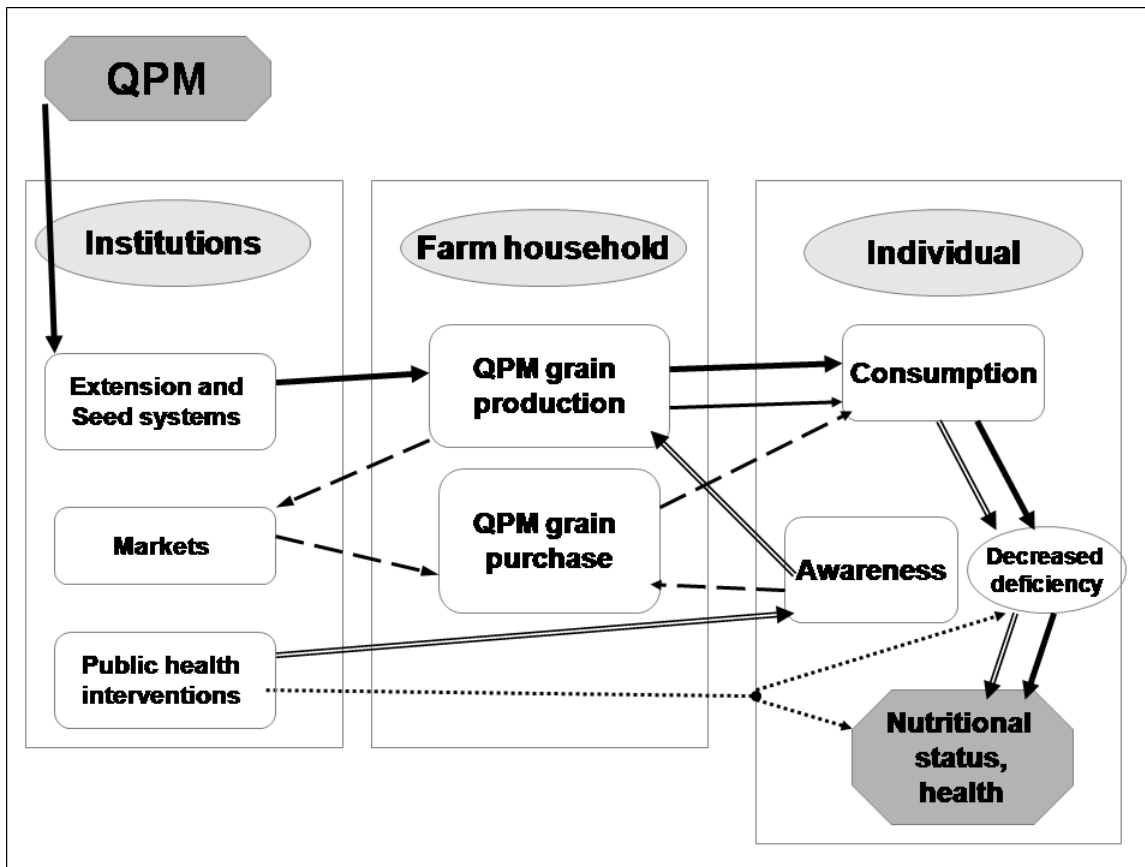 QPM
Institutions
Farm household
Individual
Extension and
Seed systems
QPM grain
production
Consumption
Markets
QPM grain
purchase
Awareness
Decreased
deficiency
Public health
interventions
Nutritional
status,
health